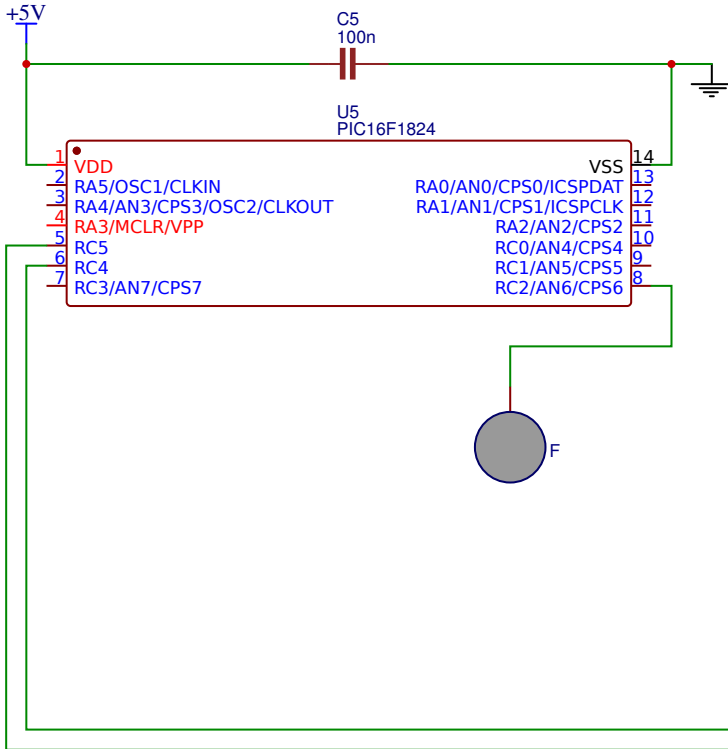 +5V
C5
100n
U5
PIC16F1824
1
VDD
VSS
14
2
RA5/OSC1/CLKIN
RA0/AN0/CPS0/ICSPDAT
13
3
RA4/AN3/CPS3/OSC2/CLKOUT
RA1/AN1/CPS1/ICSPCLK
12
4
RA3/MCLR/VPP
RA2/AN2/CPS2
11
5
RC5
RC0/AN4/CPS4
10
6
RC4
RC1/AN5/CPS5
9
7
RC3/AN7/CPS7
RC2/AN6/CPS6
8
F